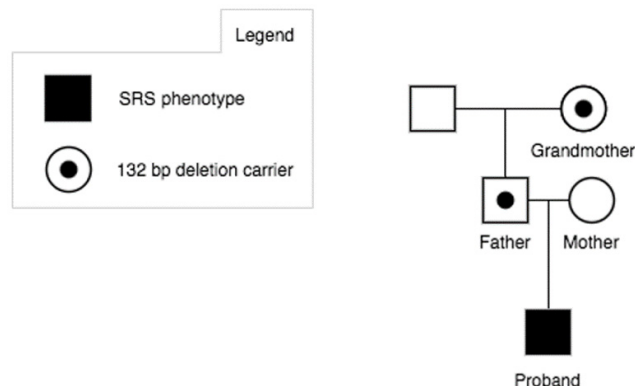 Legend
SRS phenotype
132 bp deletion carrier
Grandmother
Father Mother
Proband